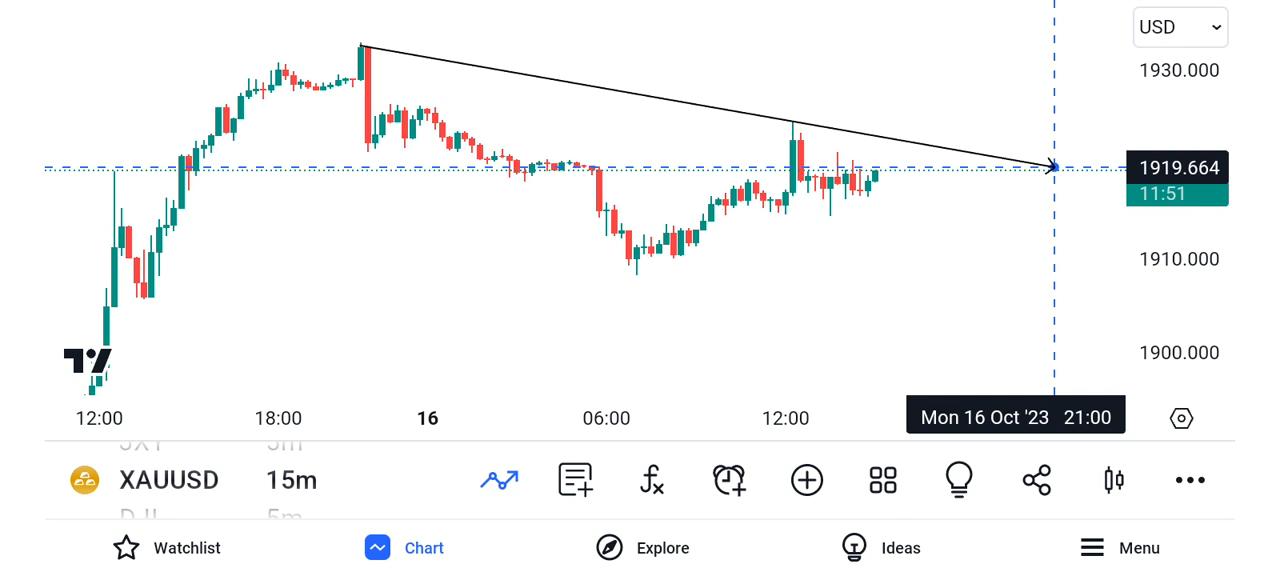 USD
1930.000
1919.664
11:51
1910.000
1900.000
12:00 18:00 16 06:00 12:00 Mon 16 Oct '23 21:00
XAUUSD 15m
Watchlist Chart Explore Ideas Menu